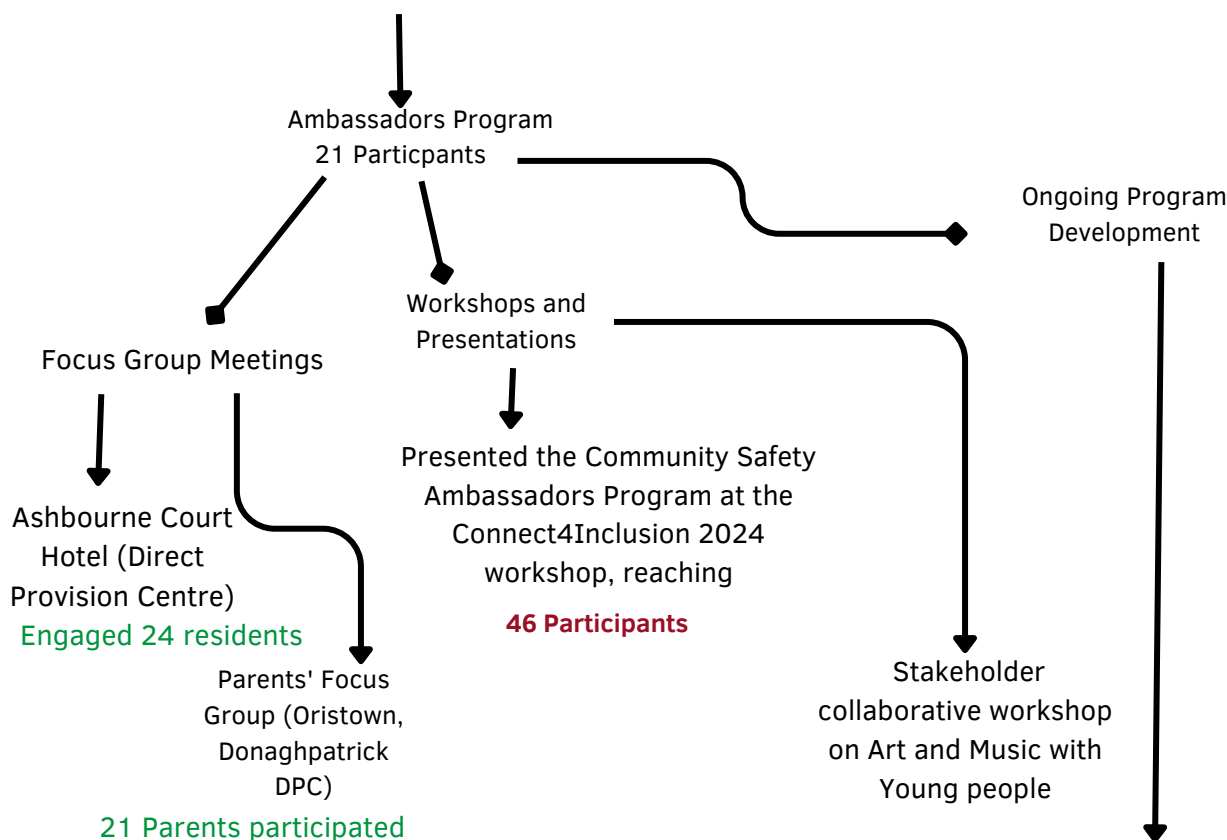 Ambassadors Program
21 Particpants
Ongoing Program
Development
Workshops and
Presentations
Focus Group Meetings
Presented the Community Safety
Ambassadors Program at the
Connect4Inclusion 2024
workshop, reaching
46 Participants
Ashbourne Court
Hotel (Direct
Provision Centre)
Engaged 24 residents
Parents' Focus
Group (Oristown,
Donaghpatrick
DPC)
21 Parents participated
Stakeholder
collaborative workshop
on Art and Music with
Young people